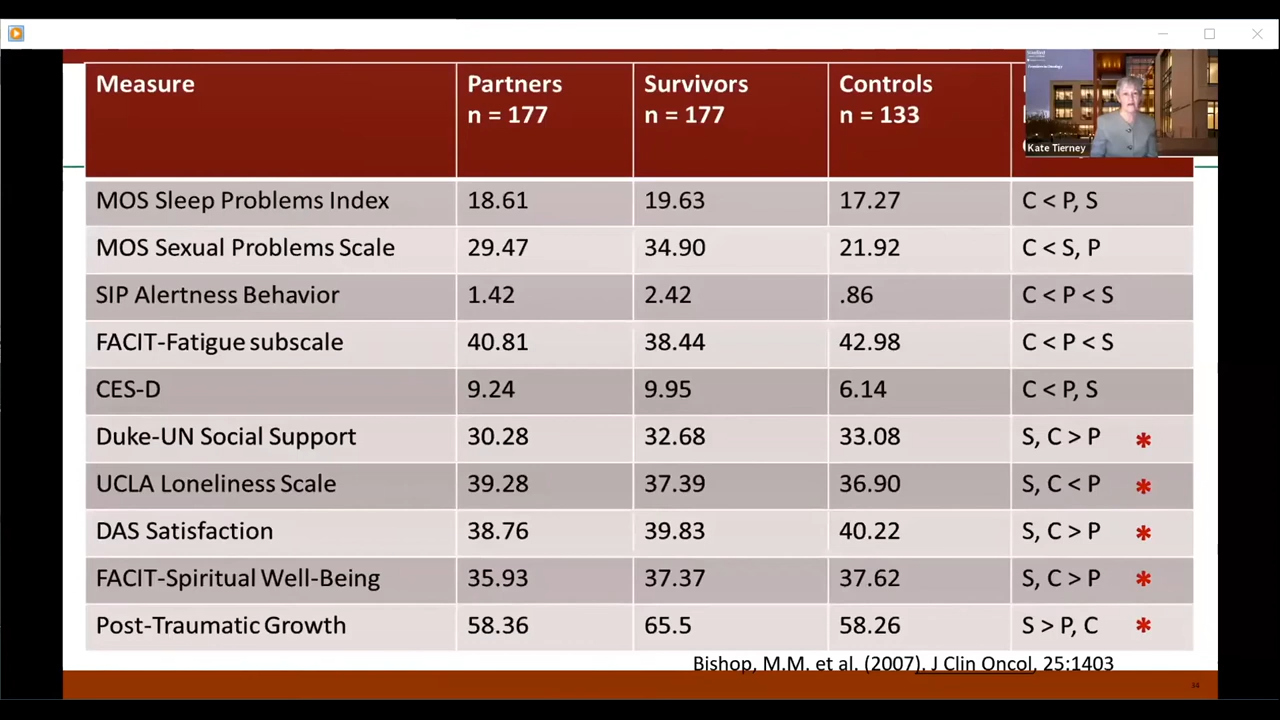 Measure Partners Survivors Controls
n = 177 n = 177 n = 133
Kate Tierney
MOS Sleep Problems Index 18.61 19.63 17.27 C < P, S
MOS Sexual Problems Scale 29.47 34.90 21.92 C < S, P
SIP Alertness Behavior 1.42 2.42 .86 C < P < S
FACIT-Fatigue subscale 40.81 38.44 42.98 C < P < S
CES-D 9.24 9.95 6.14 C < P, S
Duke-UN Social Support 30.28 32.68 33.08 S, C > P *
UCLA Loneliness Scale 39.28 37.39 36.90 S, C < P *
DAS Satisfaction 38.76 39.83 40.22 S, C > P *
FACIT-Spiritual Well-Being 35.93 37.37 37.62 S, C > P *
Post-Traumatic Growth 58.36 65.5 58.26 S > P, C *
Bishop, M.M. et al. (2007). J Clin Oncol, 25:1403
34